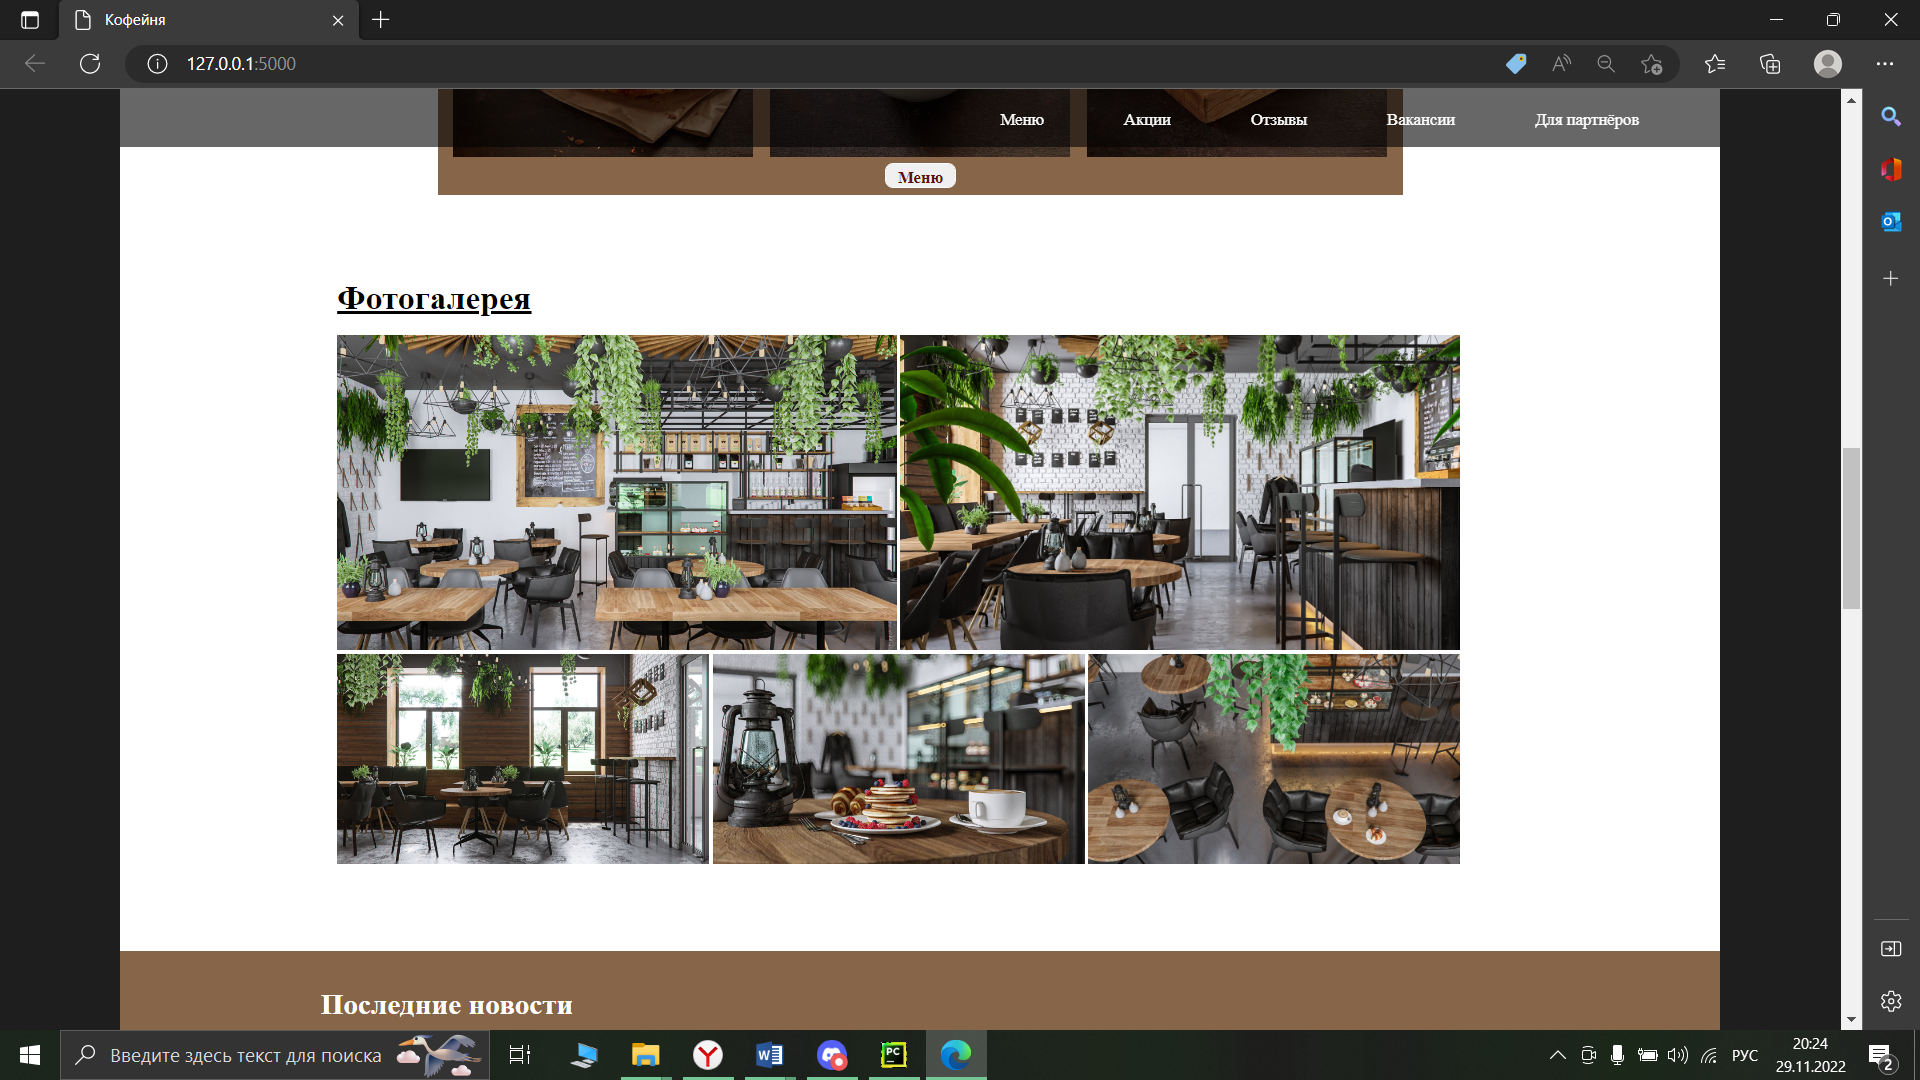 Кофейня
127.0.0.1:5000
Меню Акции Отзывы Вакансии Для партнёров
Меню
Фотогалерея
Последние новости
Введите здесь текст для поиска
РУС
20:24
29.11.2022
2